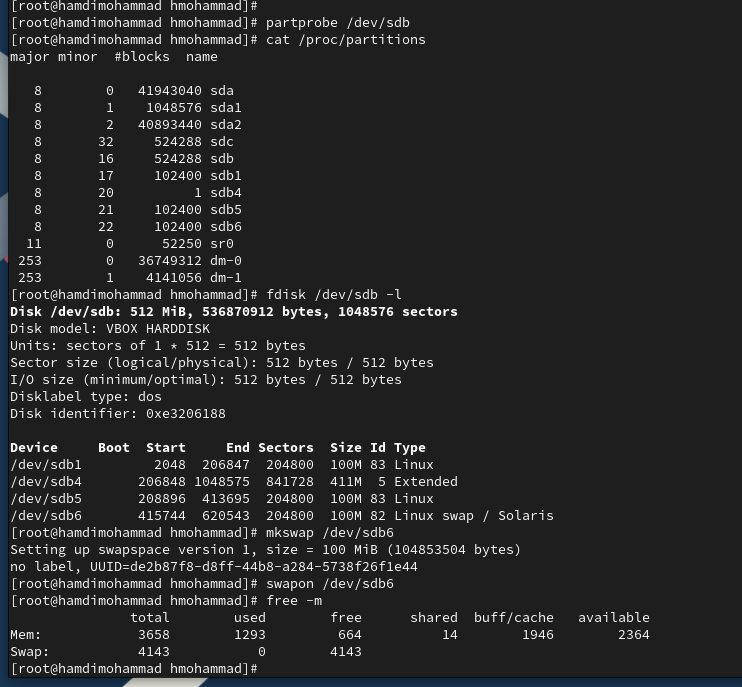 [root@hamdimohammad hmohammad]#
[root@hamdimohammad hmohammad]# partprobe /dev/sdb
[root@hamdimohammad hmohammad]# cat /proc/partitions
major minor  #blocks  name
   8        0   41943040 sda
   8        1    1048576 sda1
   8        2   40893440 sda2
   8       32     524288 sdc
   8       16     524288 sdb
   8       17     102400 sdb1
   8       20          1 sdb4
   8       21     102400 sdb5
   8       22     102400 sdb6
  11        0      52250 sr0
 253        0   36749312 dm-0
 253        1    4141056 dm-1
[root@hamdimohammad hmohammad]# fdisk /dev/sdb -l
Disk /dev/sdb: 512 MiB, 536870912 bytes, 1048576 sectors
Disk model: VBOX HARDDISK
Units: sectors of 1 * 512 = 512 bytes
Sector size (logical/physical): 512 bytes / 512 bytes
I/O size (minimum/optimal): 512 bytes / 512 bytes
Disklabel type: dos
Disk identifier: 0xe3206188
Device     Boot  Start     End Sectors  Size Id Type
/dev/sdb1         2048  206847  204800  100M 83 Linux
/dev/sdb4       206848 1048575  841728  411M  5 Extended
/dev/sdb5       208896  413695  204800  100M 83 Linux
/dev/sdb6       415744  620543  204800  100M 82 Linux swap / Solaris
[root@hamdimohammad hmohammad]# mkswap /dev/sdb6
Setting up swapspace version 1, size = 100 MiB (104853504 bytes)
no label, UUID=de2b87f8-d8ff-44b8-a284-5738f26f1e44
[root@hamdimohammad hmohammad]# swapon /dev/sdb6
[root@hamdimohammad hmohammad]# free -m
               total        used        free      shared  buff/cache   available
Mem:            3658        1293         664          14        1946        2364
Swap:           4143           0        4143
[root@hamdimohammad hmohammad]#